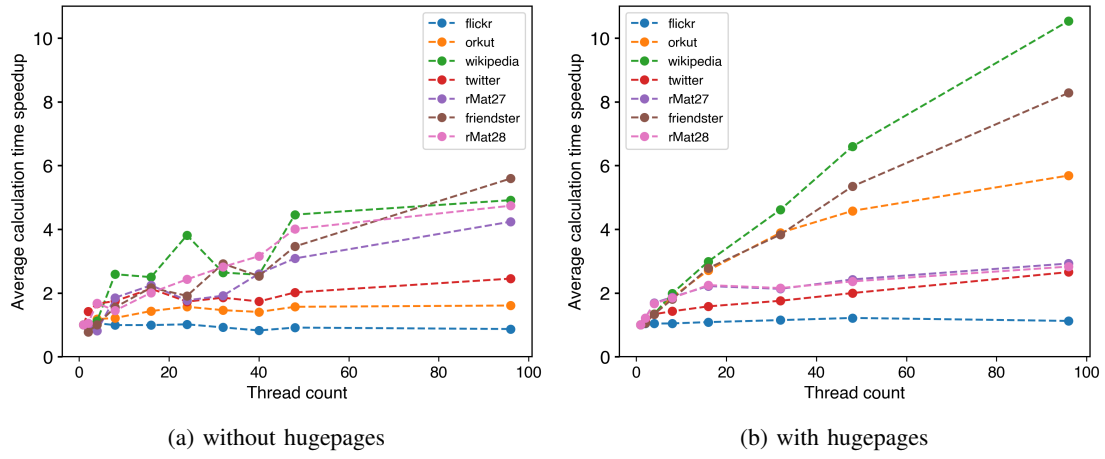 Average calculation time speedup
10
8
6
4
2
0
flickr
orkut
wikipedia
twitter
rMat27
friendster
rMat28
0 20 40 60 80 100
Thread count
(a) without hugepages
Average calculation time speedup
10
8
6
4
2
0
flickr
orkut
wikipedia
twitter
rMat27
friendster
rMat28
0 20 40 60 80 100
Thread count
(b) with hugepages